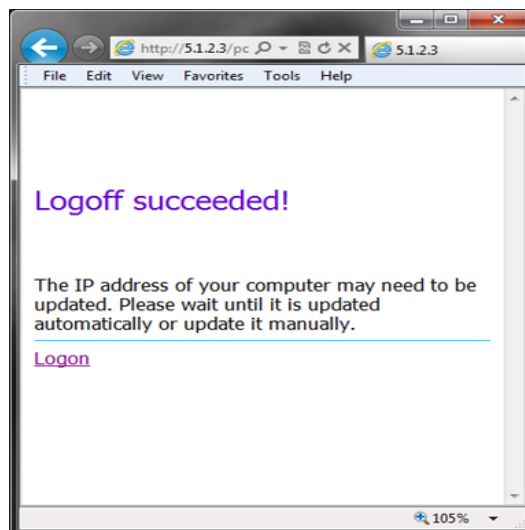 http://5.1.2.3/pc
5.1.2.3
File Edit View Favorites Tools Help
Logoff succeeded!
The IP address of your computer may need to be
updated. Please wait until it is updated
automatically or update it manually.
Logon
105%